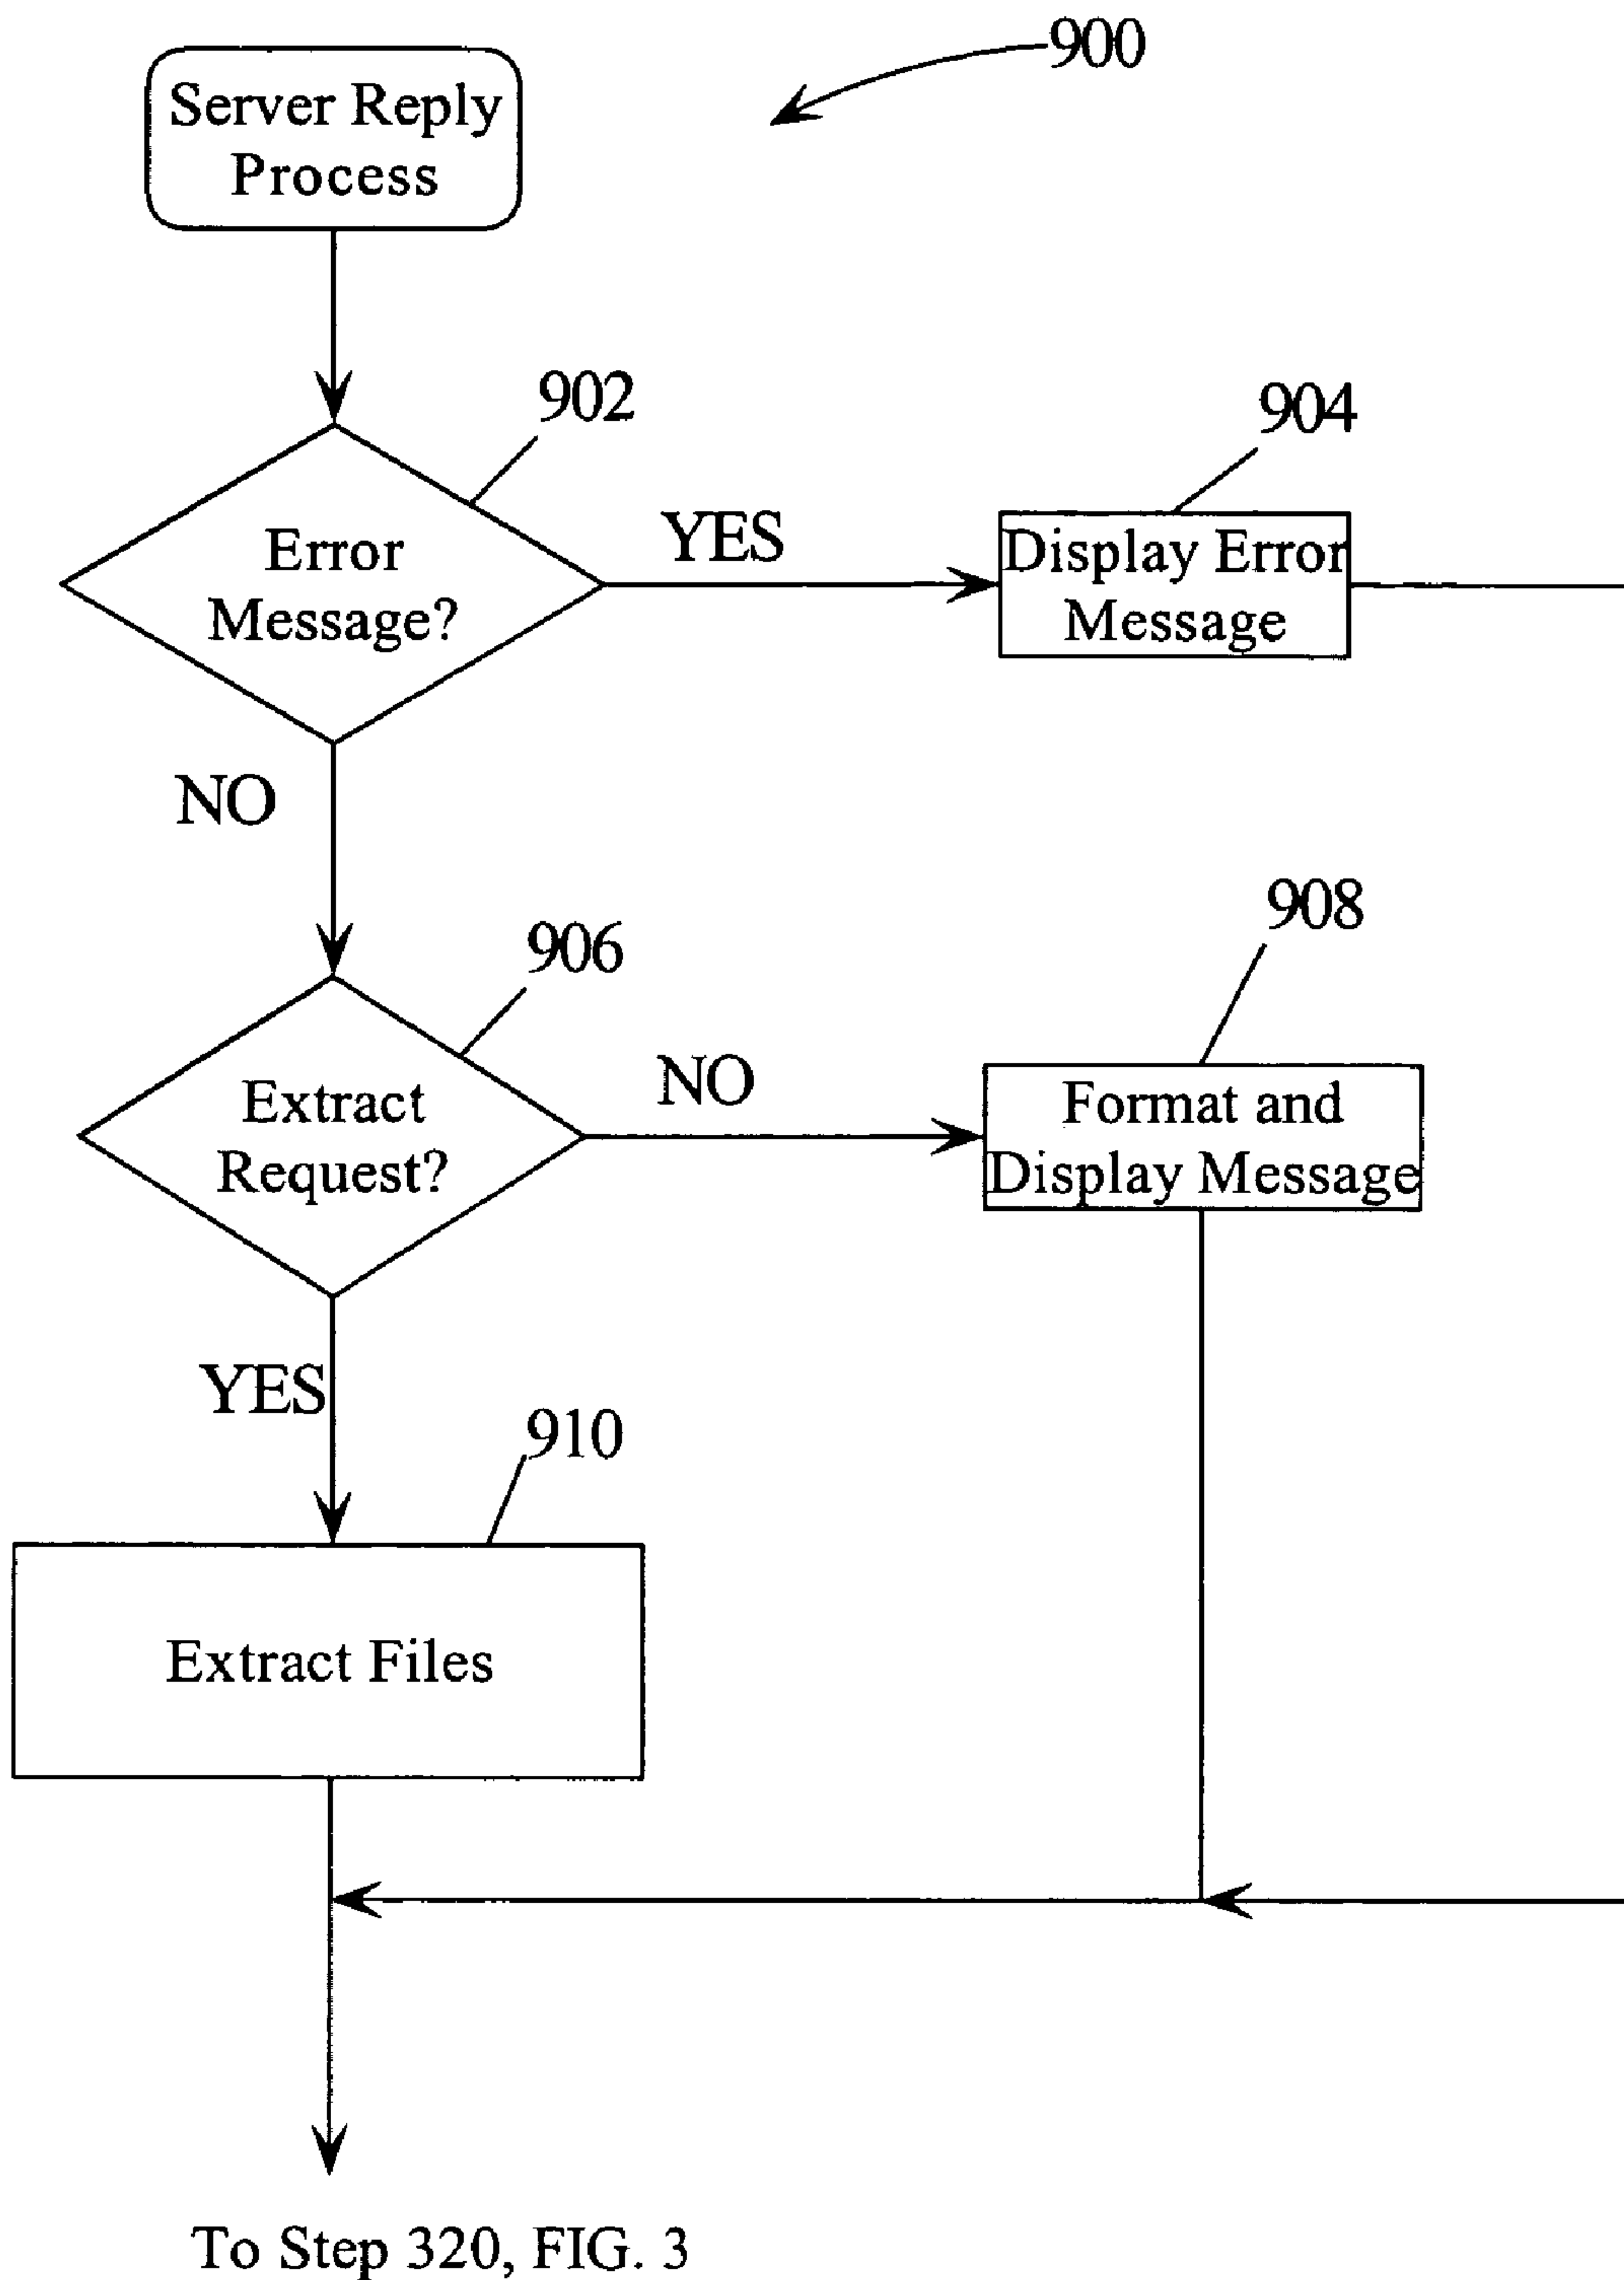 900
Server Reply
Process
902
904
Error
Message?
YES
Display Error
Message
NO
906
908
Extract
Request?
NO
Format and
Display Message
YES
910
Extract Files
To Step 320, FIG. 3